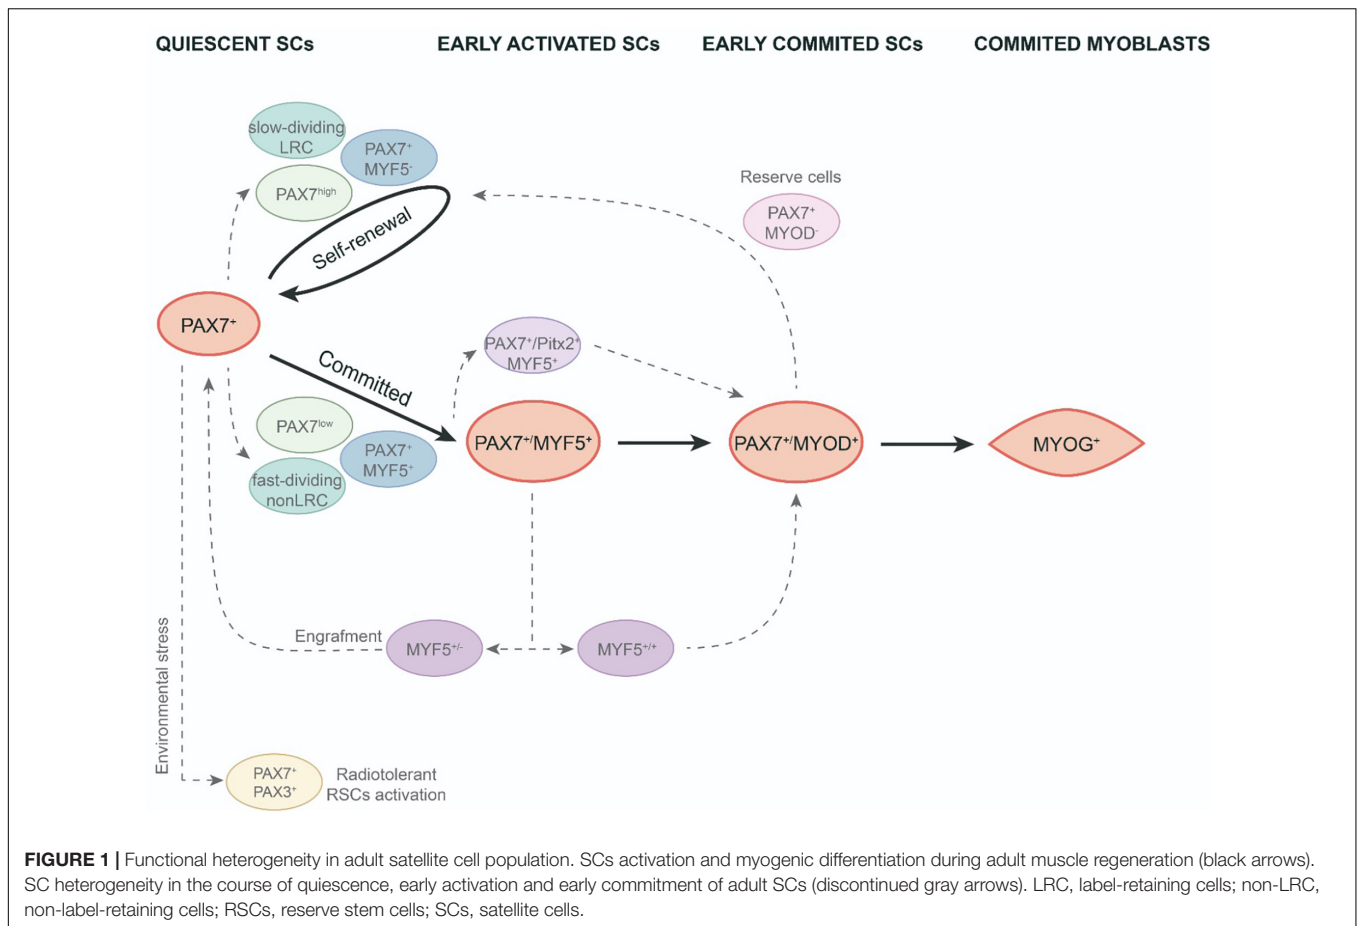 QUIESCENT SCs
EARLY ACTIVATED SCs
EARLY COMMITED SCs
COMMITED MYOBLASTS
slow-dividing
LRC
PAX7⁺
MYF5⁻
PAX7ʰⁱᵍʰ
Self-renewal
Reserve cells
PAX7⁺
MYOD⁻
PAX7⁺
Committed
PAX7⁺/Pitx2⁺
MYF5⁺
PAX7ˡᵒʷ
PAX7⁺
MYF5⁺
fast-dividing
nonLRC
PAX7⁺/MYF5⁺
PAX7⁺/MYOD⁺
MYOG⁺
Engrafment
MYF5⁺/⁻
MYF5⁺/⁺
Environmental stress
PAX7⁺
PAX3⁺
Radiotolerant
RSCs activation
FIGURE 1 | Functional heterogeneity in adult satellite cell population. SCs activation and myogenic differentiation during adult muscle regeneration (black arrows).
SC heterogeneity in the course of quiescence, early activation and early commitment of adult SCs (discontinued gray arrows). LRC, label-retaining cells; non-LRC,
non-label-retaining cells; RSCs, reserve stem cells; SCs, satellite cells.